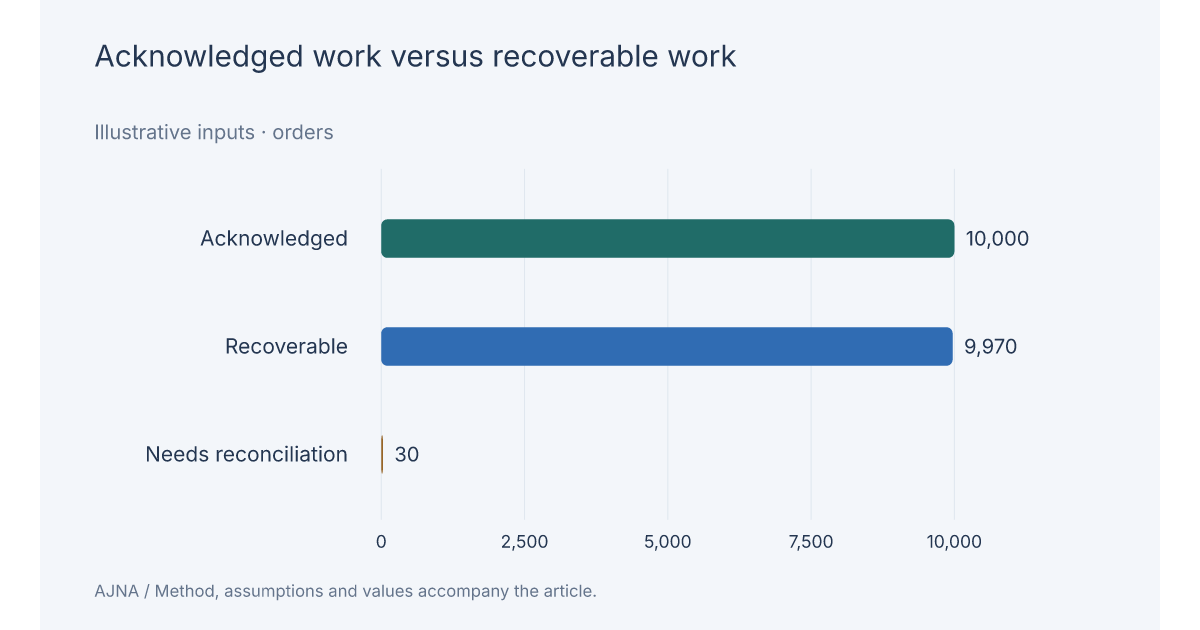 Acknowledged work versus recoverable work
Illustrative inputs · orders
Acknowledged
10,000
Recoverable
9,970
Needs reconciliation
30
0 2,500 5,000 7,500 10,000
AJNA / Method, assumptions and values accompany the article.